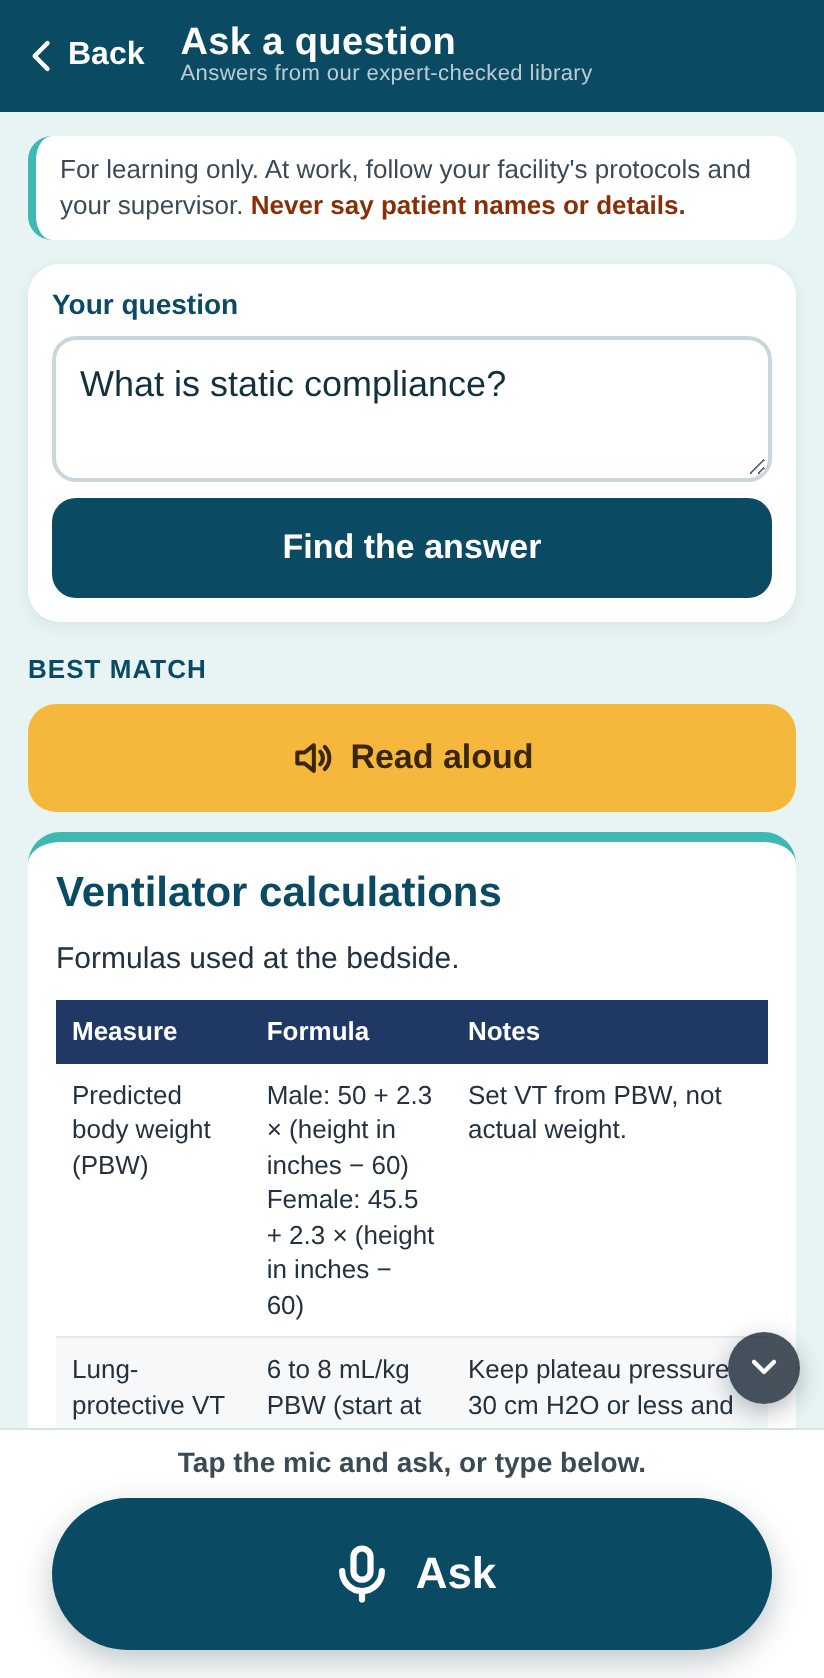 Back
Ask a question
Answers from our expert-checked library
For learning only. At work, follow your facility's protocols and
your supervisor. Never say patient names or details.
Your question
What is static compliance?
Find the answer
BEST MATCH
Read aloud
Ventilator calculations
Formulas used at the bedside.
Measure Formula Notes
Predicted
body weight
(PBW)
Male: 50 + 2.3
× (height in
inches − 60)
Female: 45.5
+ 2.3 × (height
in inches −
60)
Set VT from PBW, not
actual weight.
Lung-
protective VT
6 to 8 mL/kg
PBW (start at
Keep plateau pressure
30 cm H2O or less and
Tap the mic and ask, or type below.
Ask